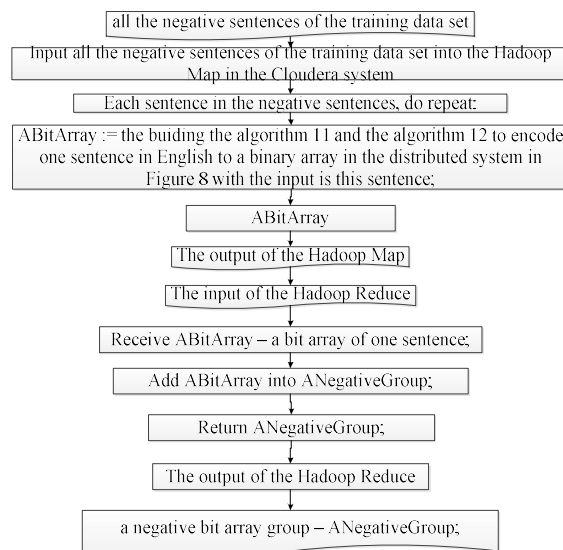 all the negative sentences of the training data set
Input all the negative sentences of the training data set into the Hadoop
Map in the Cloudera system
Each sentence in the negative sentences, do repeat:
ABitArray := the buiding the algorithm 11 and the algorithm 12 to encode
one sentence in English to a binary array in the distributed system in
Figure 8 with the input is this sentence;
ABitArray
The output of the Hadoop Map
The input of the Hadoop Reduce
Receive ABitArray – a bit array of one sentence;
Add ABitArray into ANegativeGroup;
Return ANegativeGroup;
The output of the Hadoop Reduce
a negative bit array group – ANegativeGroup;